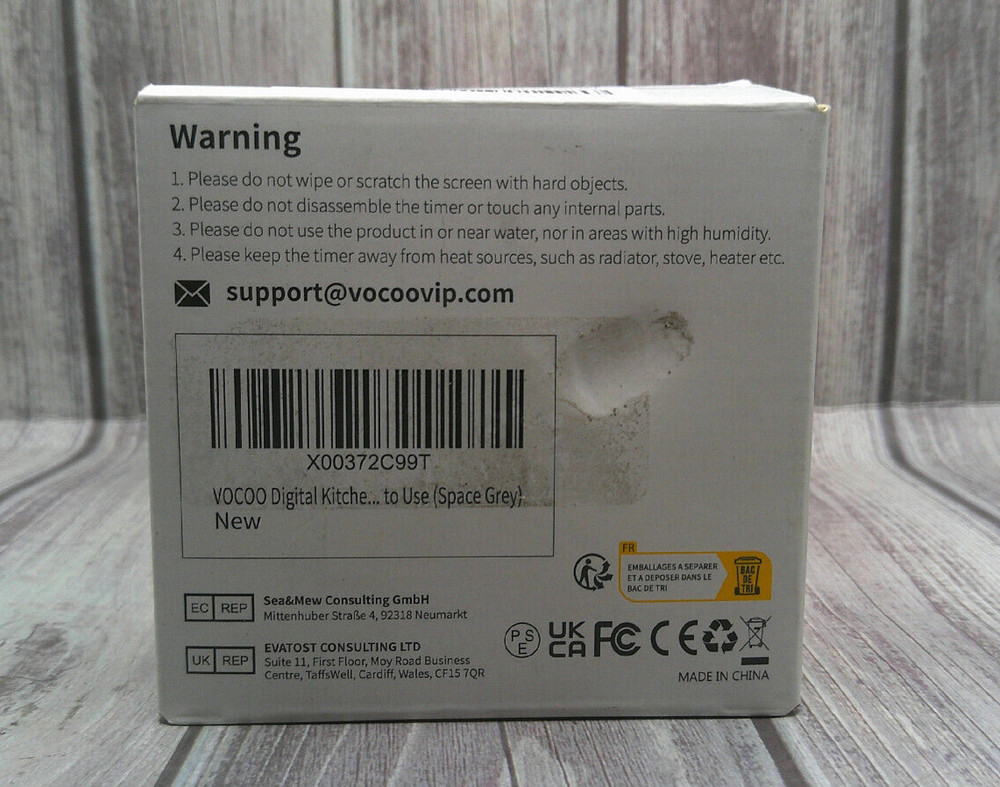 Warning
1. Please do not wipe or scratch the screen with hard objects.
2. Please do not disassemble the timer or touch any internal parts.
3. Please do not use the product in or near water, nor in areas with high humidity.
4. Please keep the timer away from heat sources, such as radiator, stove, heater etc.
support@vocoovip.com
X00372C99T
VOCOO Digital Kitche... to Use (Space Grey)
New
FR
EMBALLAGES A SEPARER
ET A DEPOSER DANS LE
BAC DE TRI
BAC
DE
TRI
EC REP
Sea&Mew Consulting GmbH
Mittenhuber Straße 4, 92318 Neumarkt
UK REP
EVATOST CONSULTING LTD
Suite 11, First Floor, Moy Road Business
Centre, TaffsWell, Cardiff, Wales, CF15 7QR
PSE
UK
CA
FC
CE
MADE IN CHINA